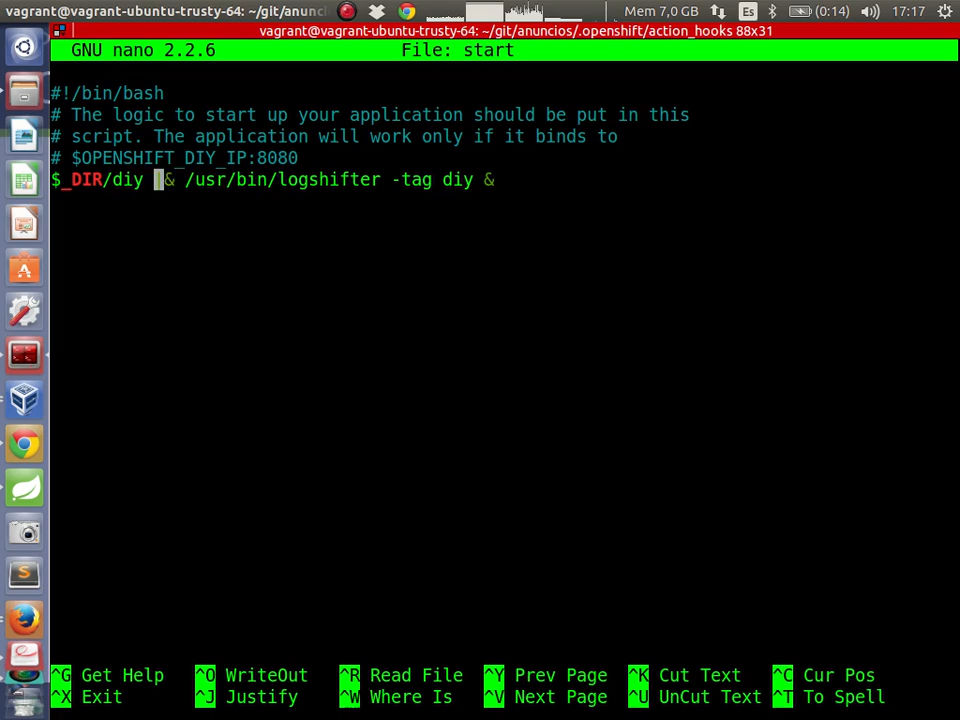 vagrant@vagrant-ubuntu-trusty-64: ~/git/anunci
Mem 7,0 GB Es (0:14) 17:17
vagrant@vagrant-ubuntu-trusty-64: ~/git/anuncios/.openshift/action_hooks 88x31
GNU nano 2.2.6 File: start
#!/bin/bash
# The logic to start up your application should be put in this
# script. The application will work only if it binds to
# $OPENSHIFT_DIY_IP:8080
$_DIR/diy |& /usr/bin/logshifter -tag diy &
^G Get Help ^O WriteOut ^R Read File ^Y Prev Page ^K Cut Text ^C Cur Pos
^X Exit ^J Justify ^W Where Is ^V Next Page ^U UnCut Text ^T To Spell